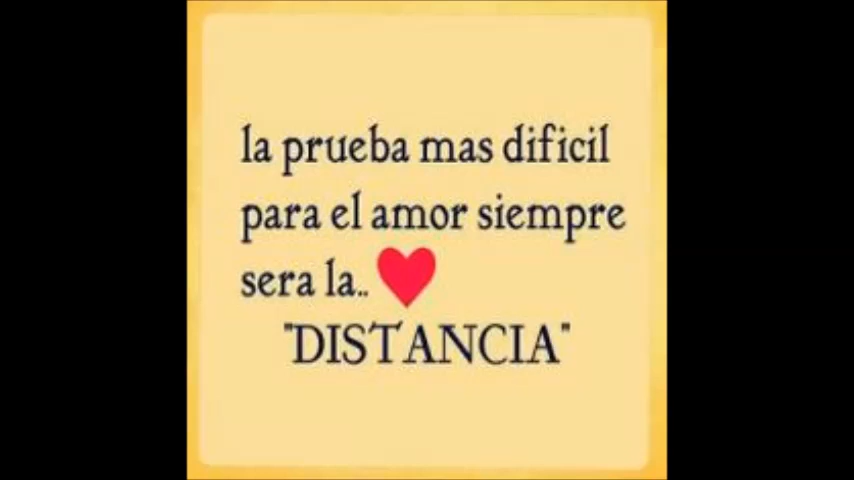 la prueba mas dificil
para el amor siempre
sera la..
"DISTANCIA"